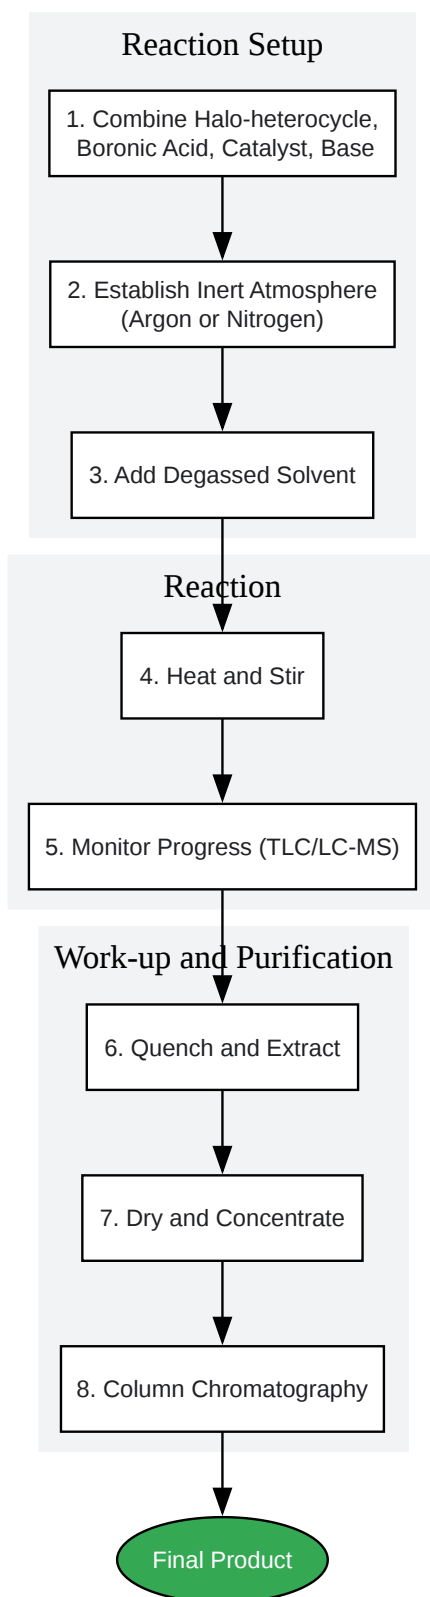 Reaction Setup
1. Combine Halo-heterocycle,
Boronic Acid, Catalyst, Base
2. Establish Inert Atmosphere
(Argon or Nitrogen)
3. Add Degassed Solvent
Reaction
4. Heat and Stir
5. Monitor Progress (TLC/LC-MS)
Work-up and Purification
6. Quench and Extract
7. Dry and Concentrate
8. Column Chromatography
Final Product